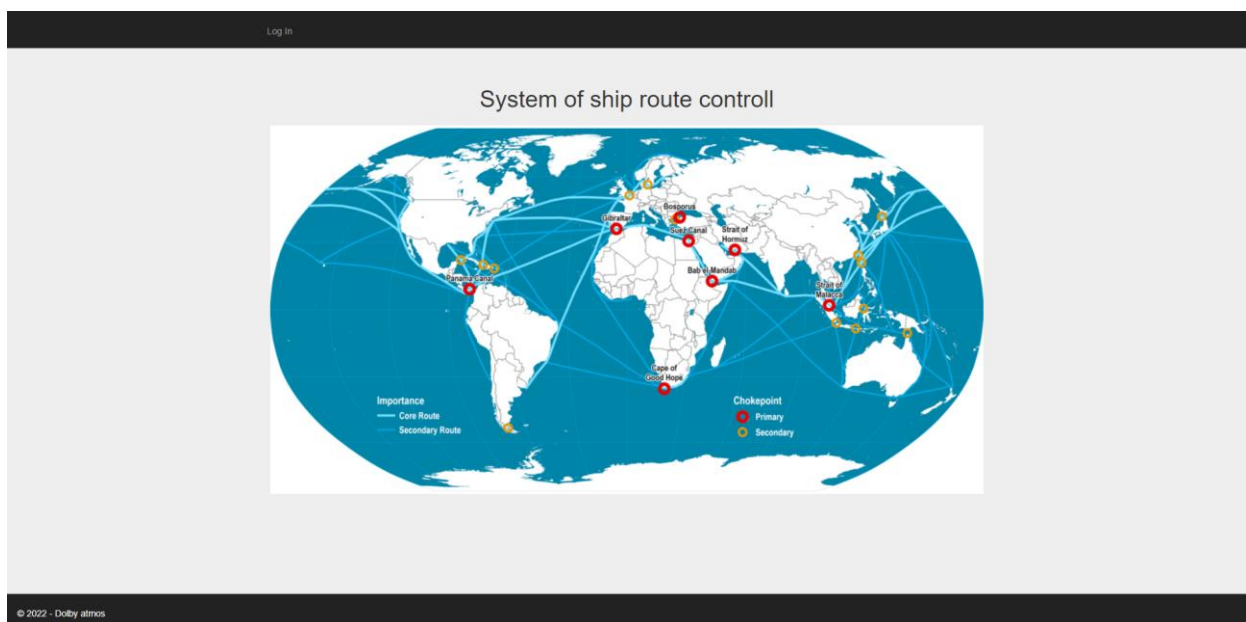 Log In
System of ship route controll
Bosporus
Gibraltar
Suez Canal
Strait of
Hormuz
Bab el-Mandab
Panama Canal
Strait of
Malacca
Cape of
Good Hope
Importance
Core Route
Secondary Route
Chokepoint
Primary
Secondary
© 2022 - Dolby atmos